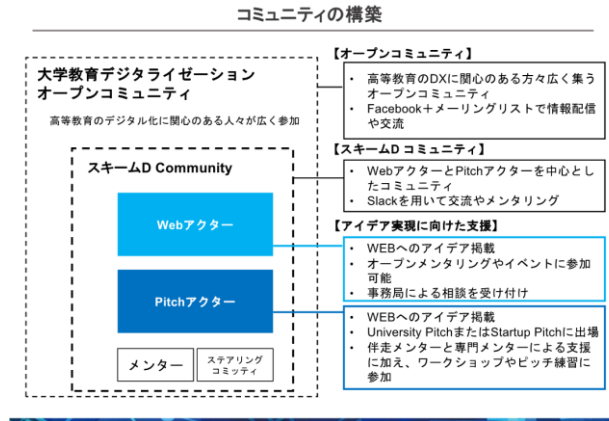 コミュニティの構築
大学教育デジタライゼーション
オープンコミュニティ
高等教育のデジタル化に関心のある人々が広く参加
スキームD Community
Webアクター
Pitchアクター
メンター
ステアリング
コミッティ
【オープンコミュニティ】
• 高等教育のDXに関心のある方々広く集う
オープンコミュニティ
• Facebook＋メーリングリストで情報配信
や交流
【スキームD コミュニティ】
• WebアクターとPitchアクターを中心とし
たコミュニティ
• Slackを用いて交流やメンタリング
【アイデア実現に向けた支援】
• WEBへのアイデア掲載
• オープンメンタリングやイベントに参加
可能
• 事務局による相談を受け付け
• WEBへのアイデア掲載
• University PitchまたはStartup Pitchに出場
• 伴走メンターと専門メンターによる支援
に加え、ワークショップやピッチ練習に
参加